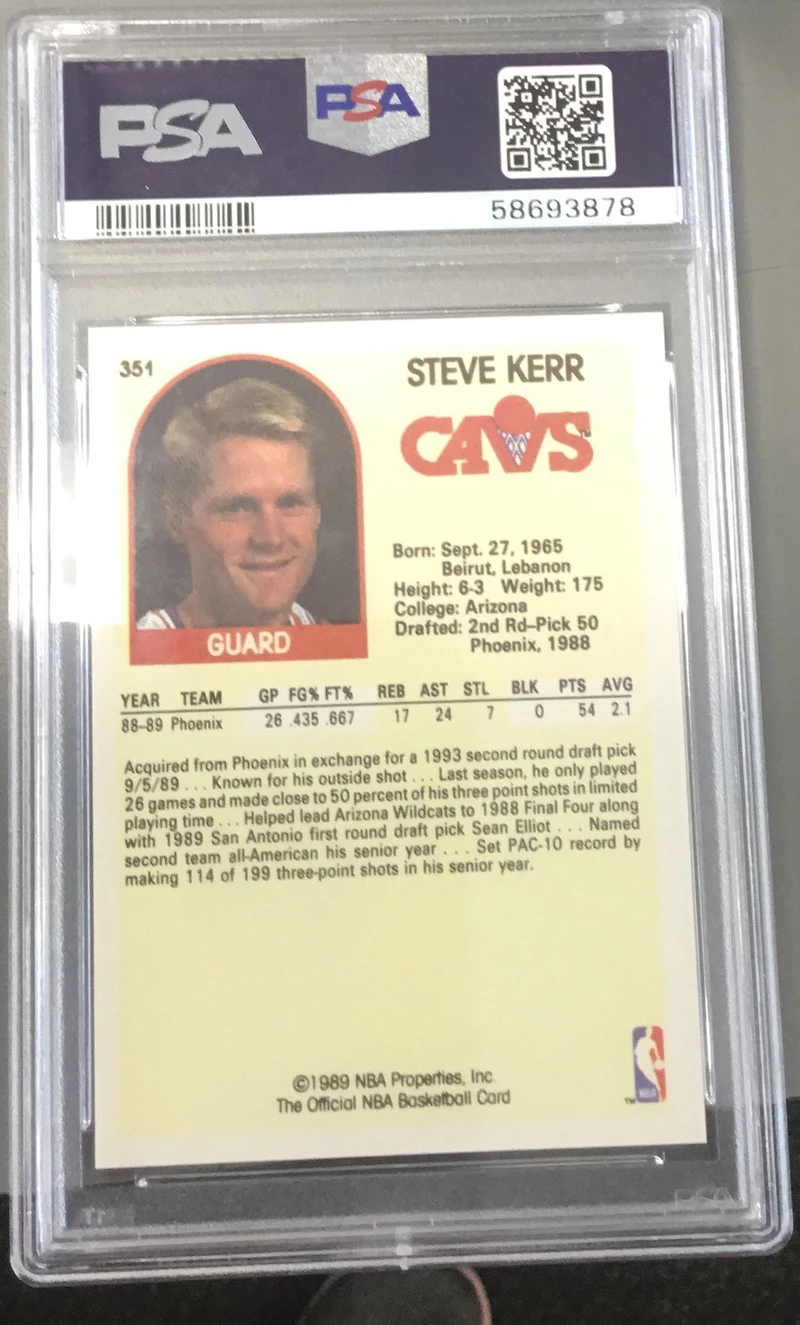 PSA PSA
58693878
351
STEVE KERR
CAVS™
Born: Sept. 27, 1965
Beirut, Lebanon
Height: 6-3 Weight: 175
College: Arizona
Drafted: 2nd Rd–Pick 50
Phoenix, 1988
GUARD
YEAR TEAM GP FG% FT% REB AST STL BLK PTS AVG
88–89 Phoenix 26 .435 .667 17 24 7 0 54 2.1
Acquired from Phoenix in exchange for a 1993 second round draft pick
9/5/89 . . . Known for his outside shot . . . Last season, he only played
26 games and made close to 50 percent of his three point shots in limited
playing time . . . Helped lead Arizona Wildcats to 1988 Final Four along
with 1989 San Antonio first round draft pick Sean Elliot . . . Named
second team all-American his senior year . . . Set PAC-10 record by
making 114 of 199 three-point shots in his senior year.
©1989 NBA Properties, Inc.
The Official NBA Basketball Card
™ NBA
PSA